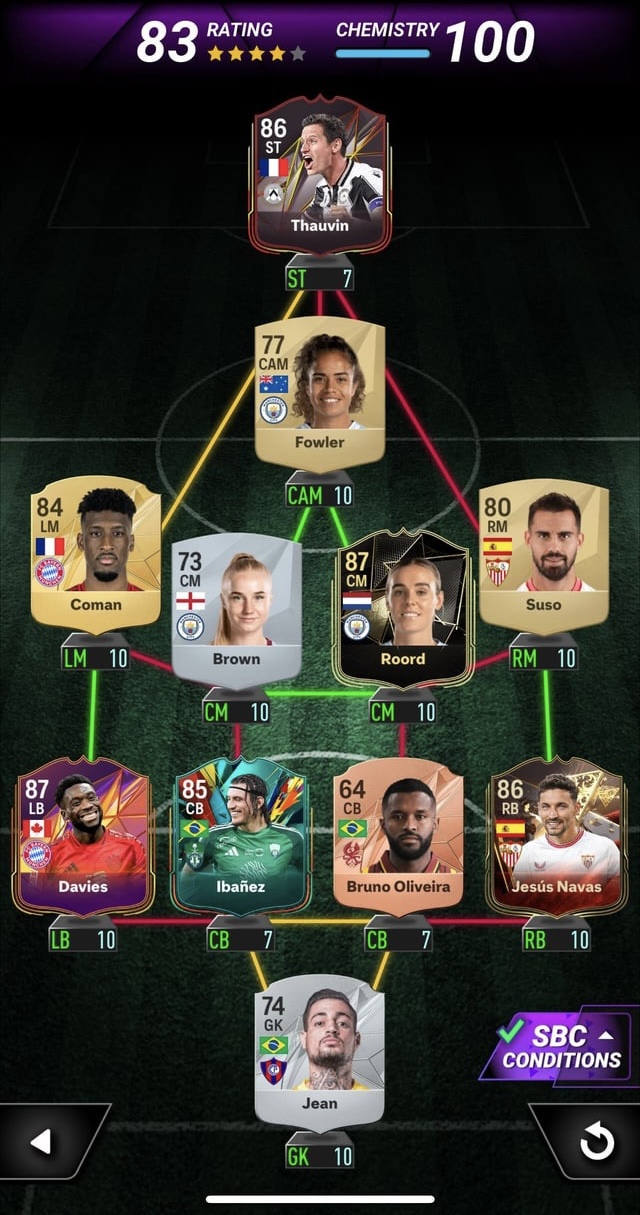 83 RATING
CHEMISTRY 100
86
ST
Thauvin
ST 7
77
CAM
Fowler
CAM 10
84
LM
Coman
LM 10
73
CM
Brown
CM 10
87
CM
Roord
CM 10
80
RM
Suso
RM 10
87
LB
Davies
LB 10
85
CB
Ibañez
CB 7
64
CB
Bruno Oliveira
CB 7
86
RB
Jesús Navas
RB 10
74
GK
Jean
GK 10
SBC
CONDITIONS